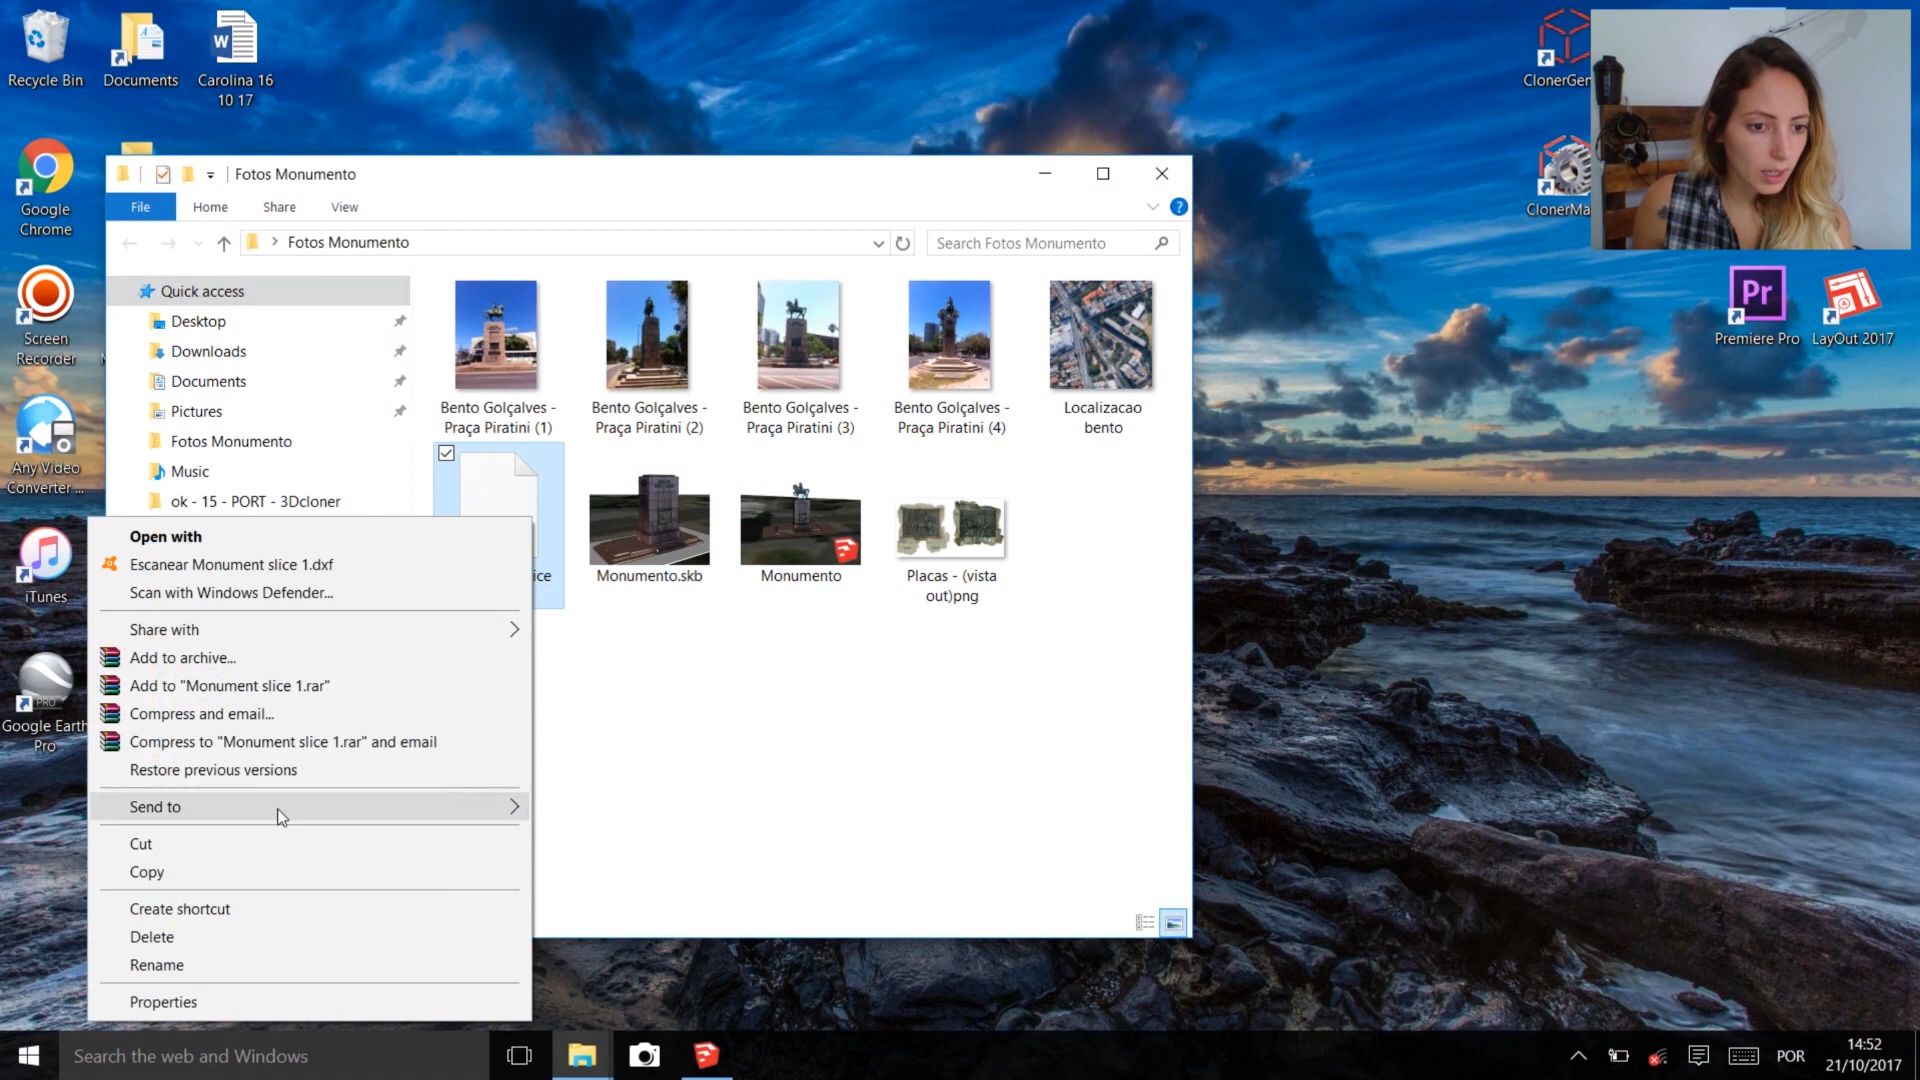 Recycle Bin
Documents
Carolina 16
10 17
Google
Chrome
Screen
Recorder
Any Video
Converter ...
iTunes
PRO
Google Earth
Pro
Fotos Monumento
File
Home
Share
View
Fotos Monumento
Search Fotos Monumento
Quick access
Desktop
Downloads
Documents
Pictures
Fotos Monumento
Music
ok - 15 - PORT - 3Dcloner
Bento Golçalves -
Praça Piratini (1)
Bento Golçalves -
Praça Piratini (2)
Bento Golçalves -
Praça Piratini (3)
Bento Golçalves -
Praça Piratini (4)
Localizacao
bento
ice
Monumento.skb
Monumento
Placas - (vista
out)png
Open with
Escanear Monument slice 1.dxf
Scan with Windows Defender...
Share with
Add to archive...
Add to "Monument slice 1.rar"
Compress and email...
Compress to "Monument slice 1.rar" and email
Restore previous versions
Send to
Cut
Copy
Create shortcut
Delete
Rename
Properties
ClonerGen
ClonerMa
Pr
Premiere Pro
LayOut 2017
Search the web and Windows
POR
14:52
21/10/2017